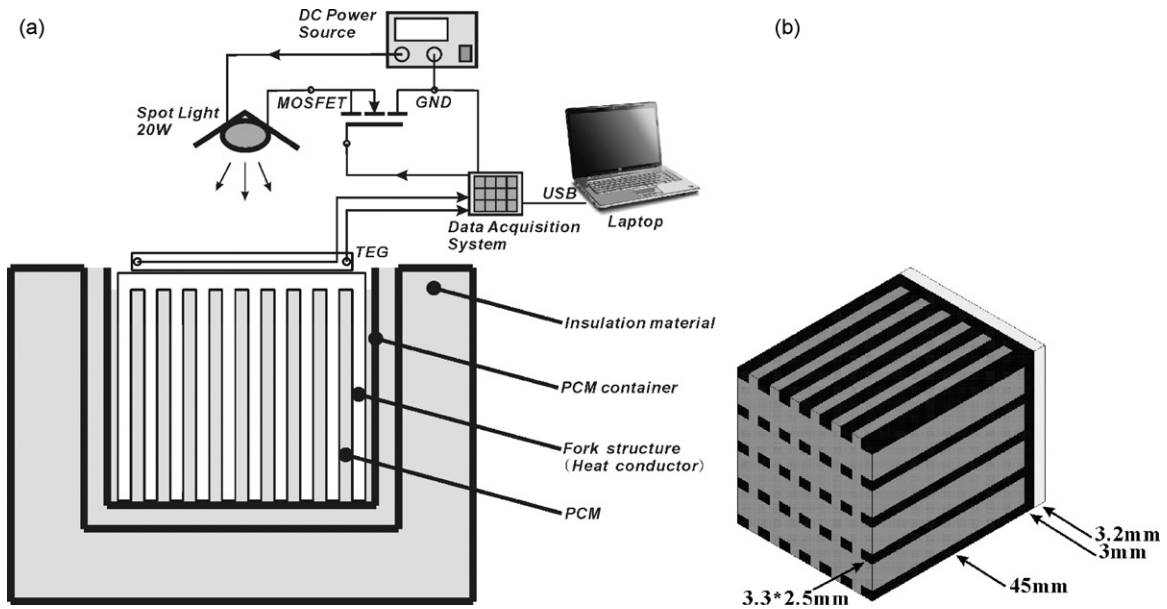 (a)
DC Power
Source
MOSFET
GND
Spot Light
20W
USB
Laptop
Data Acquisition
System
TEG
Insulation material
PCM container
Fork structure
(Heat conductor)
PCM
(b)
3.2mm
3mm
45mm
3.3*2.5mm